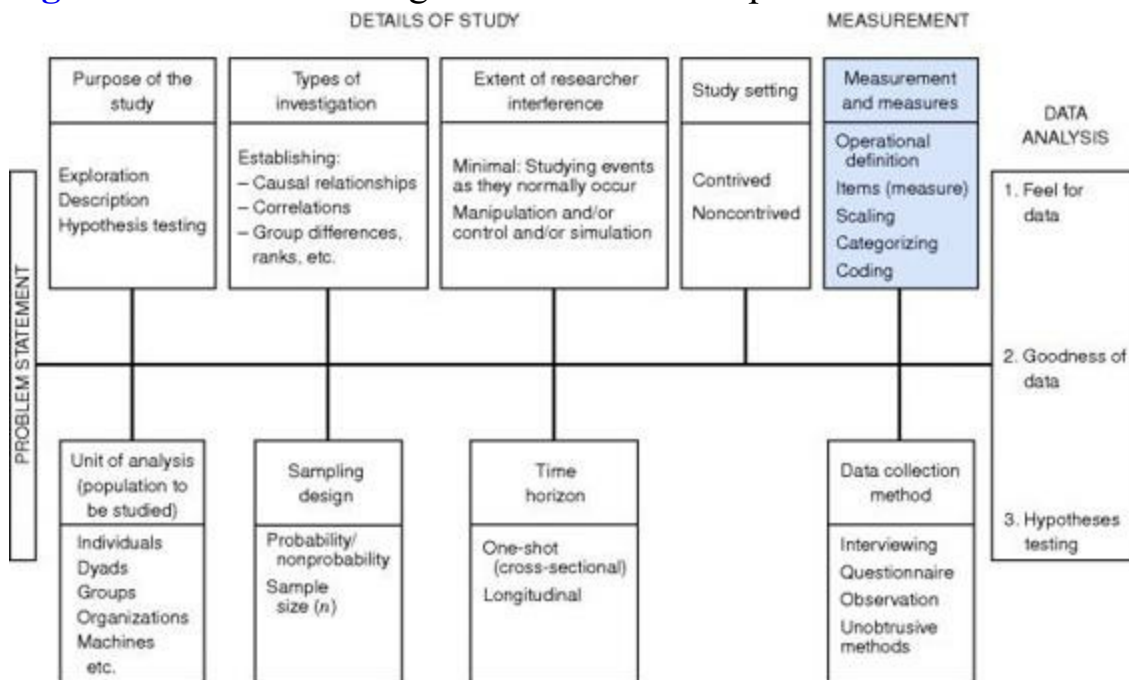 DETAILS OF STUDY
MEASUREMENT
Purpose of the
study
Exploration
Description
Hypothesis testing
Types of
investigation
Establishing:
– Causal relationships
– Correlations
– Group differences,
ranks, etc.
Extent of researcher
interference
Minimal: Studying events
as they normally occur
Manipulation and/or
control and/or simulation
Study setting
Contrived
Noncontrived
Measurement
and measures
Operational
definition
Items (measure)
Scaling
Categorizing
Coding
DATA
ANALYSIS
1. Feel for
data
2. Goodness of
data
3. Hypotheses
testing
PROBLEM STATEMENT
Unit of analysis
(population to
be studied)
Individuals
Dyads
Groups
Organizations
Machines
etc.
Sampling
design
Probability/
nonprobability
Sample
size (n)
Time
horizon
One-shot
(cross-sectional)
Longitudinal
Data collection
method
Interviewing
Questionnaire
Observation
Unobtrusive
methods